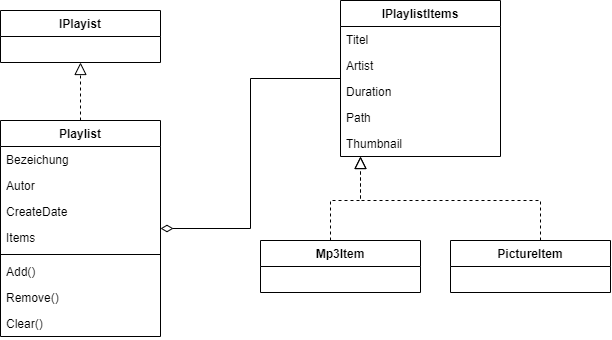 IPlayist
Playlist
Bezeichung
Autor
CreateDate
Items
Add()
Remove()
Clear()
IPlaylistItems
Titel
Artist
Duration
Path
Thumbnail
Mp3Item
PictureItem